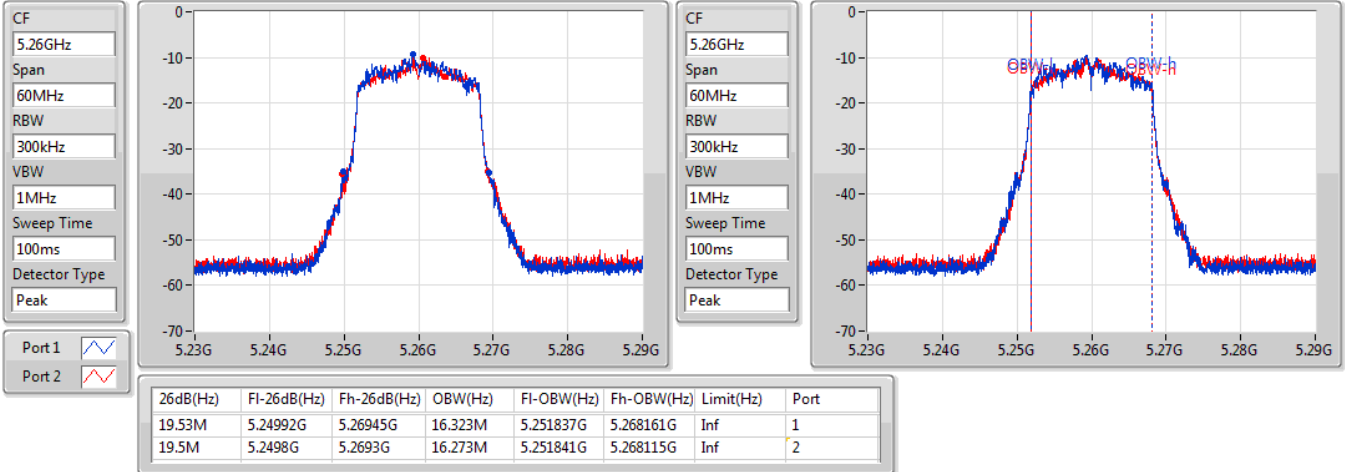 CF
5.26GHz
Span
60MHz
RBW
300kHz
VBW
1MHz
Sweep Time
100ms
Detector Type
Peak
Port 1
Port 2
0
-10
-20
-30
-40
-50
-60
-70
5.23G 5.24G 5.25G 5.26G 5.27G 5.28G 5.29G
CF
5.26GHz
Span
60MHz
RBW
300kHz
VBW
1MHz
Sweep Time
100ms
Detector Type
Peak
0
-10
-20
-30
-40
-50
-60
-70
OBW-l OBW-h
OBW-l OBW-h
5.23G 5.24G 5.25G 5.26G 5.27G 5.28G 5.29G
26dB(Hz) Fl-26dB(Hz) Fh-26dB(Hz) OBW(Hz) Fl-OBW(Hz) Fh-OBW(Hz) Limit(Hz) Port
19.53M 5.24992G 5.26945G 16.323M 5.251837G 5.268161G Inf 1
19.5M 5.2498G 5.2693G 16.273M 5.251841G 5.268115G Inf 2